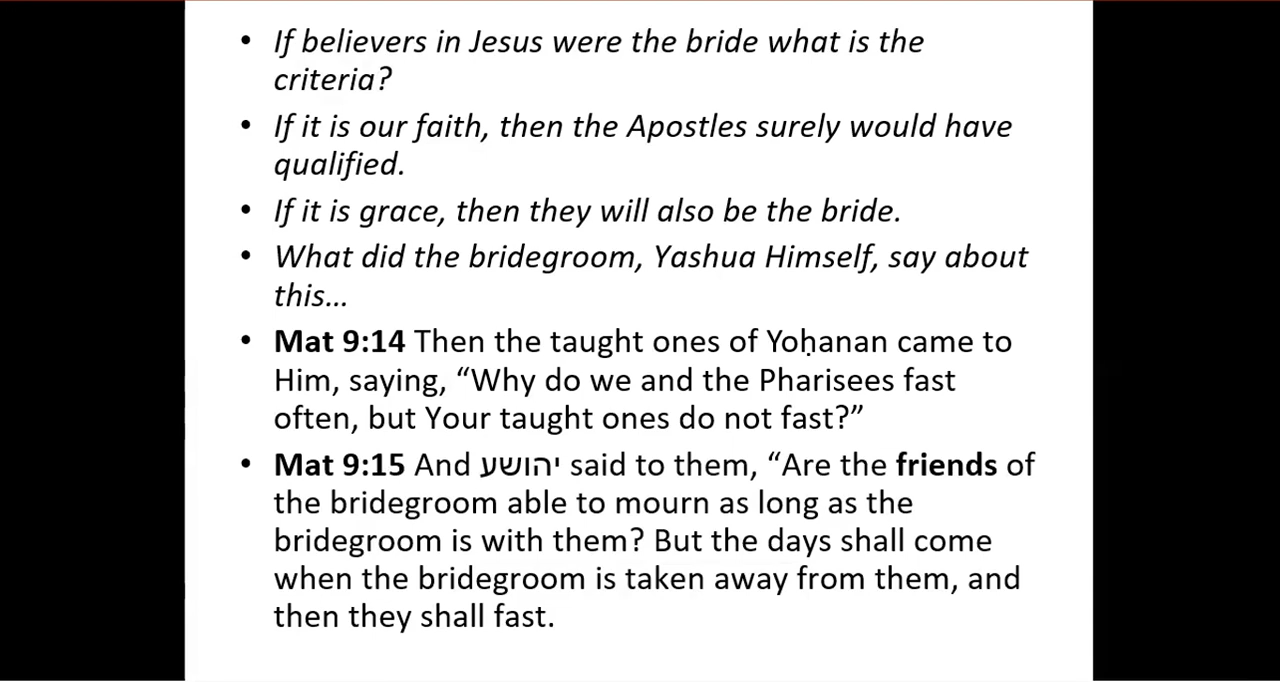 • If believers in Jesus were the bride what is the
criteria?
• If it is our faith, then the Apostles surely would have
qualified.
• If it is grace, then they will also be the bride.
• What did the bridegroom, Yashua Himself, say about
this...
• Mat 9:14 Then the taught ones of Yoḥanan came to
Him, saying, “Why do we and the Pharisees fast
often, but Your taught ones do not fast?”
• Mat 9:15 And יהושע said to them, “Are the friends of
the bridegroom able to mourn as long as the
bridegroom is with them? But the days shall come
when the bridegroom is taken away from them, and
then they shall fast.